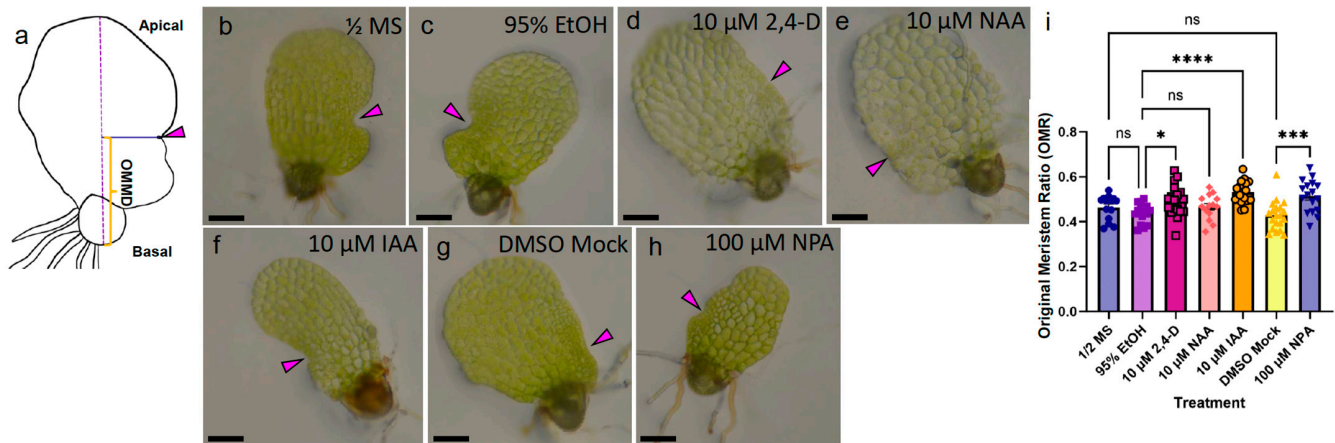 a
Apical
OMMD
Basal
b
½ MS
c
95% EtOH
d
10 µM 2,4-D
e
10 µM NAA
f
10 µM IAA
g
DMSO Mock
h
100 µM NPA
i
ns
****
ns
ns
*
***
Original Meristem Ratio (OMR)
0.8
0.6
0.4
0.2
0.0
1/2 MS
95% EtOH
10 µM 2,4-D
10 µM NAA
10 µM IAA
DMSO Mock
100 µM NPA
Treatment